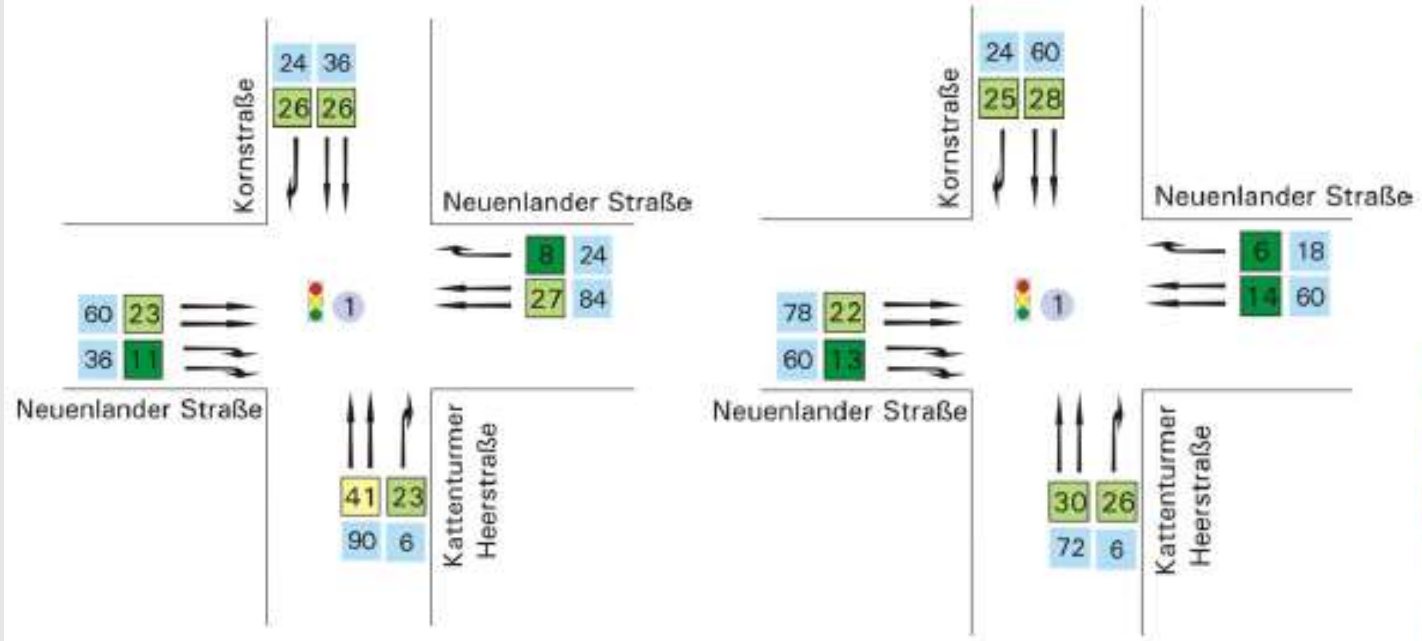 24 36
26 26
Kornstraße
Neuenlander Straße
8 24
27 84
60 23
36 11
1
Neuenlander Straße
41 23
90 6
Kattenturmer
Heerstraße
24 60
25 28
Kornstraße
Neuenlander Straße
6 18
14 60
78 22
60 13
1
Neuenlander Straße
30 26
72 6
Kattenturmer
Heerstraße